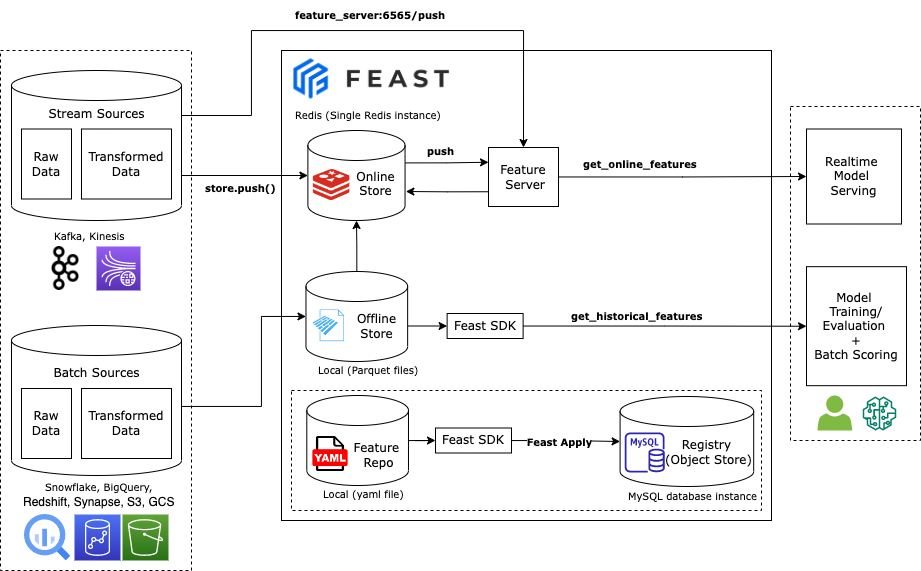 feature_server:6565/push
FEAST
Stream Sources
Raw
Data
Transformed
Data
store.push()
Kafka, Kinesis
Redis (Single Redis instance)
Online
Store
push
Feature
Server
get_online_features
Realtime
Model
Serving
Batch Sources
Raw
Data
Transformed
Data
Snowflake, BigQuery,
Redshift, Synapse, S3, GCS
Offline
Store
Local (Parquet files)
Feast SDK
get_historical_features
Model
Training/
Evaluation
+
Batch Scoring
YAML
Feature
Repo
Local (yaml file)
Feast SDK
Feast Apply
MySQL
Registry
(Object Store)
MySQL database instance